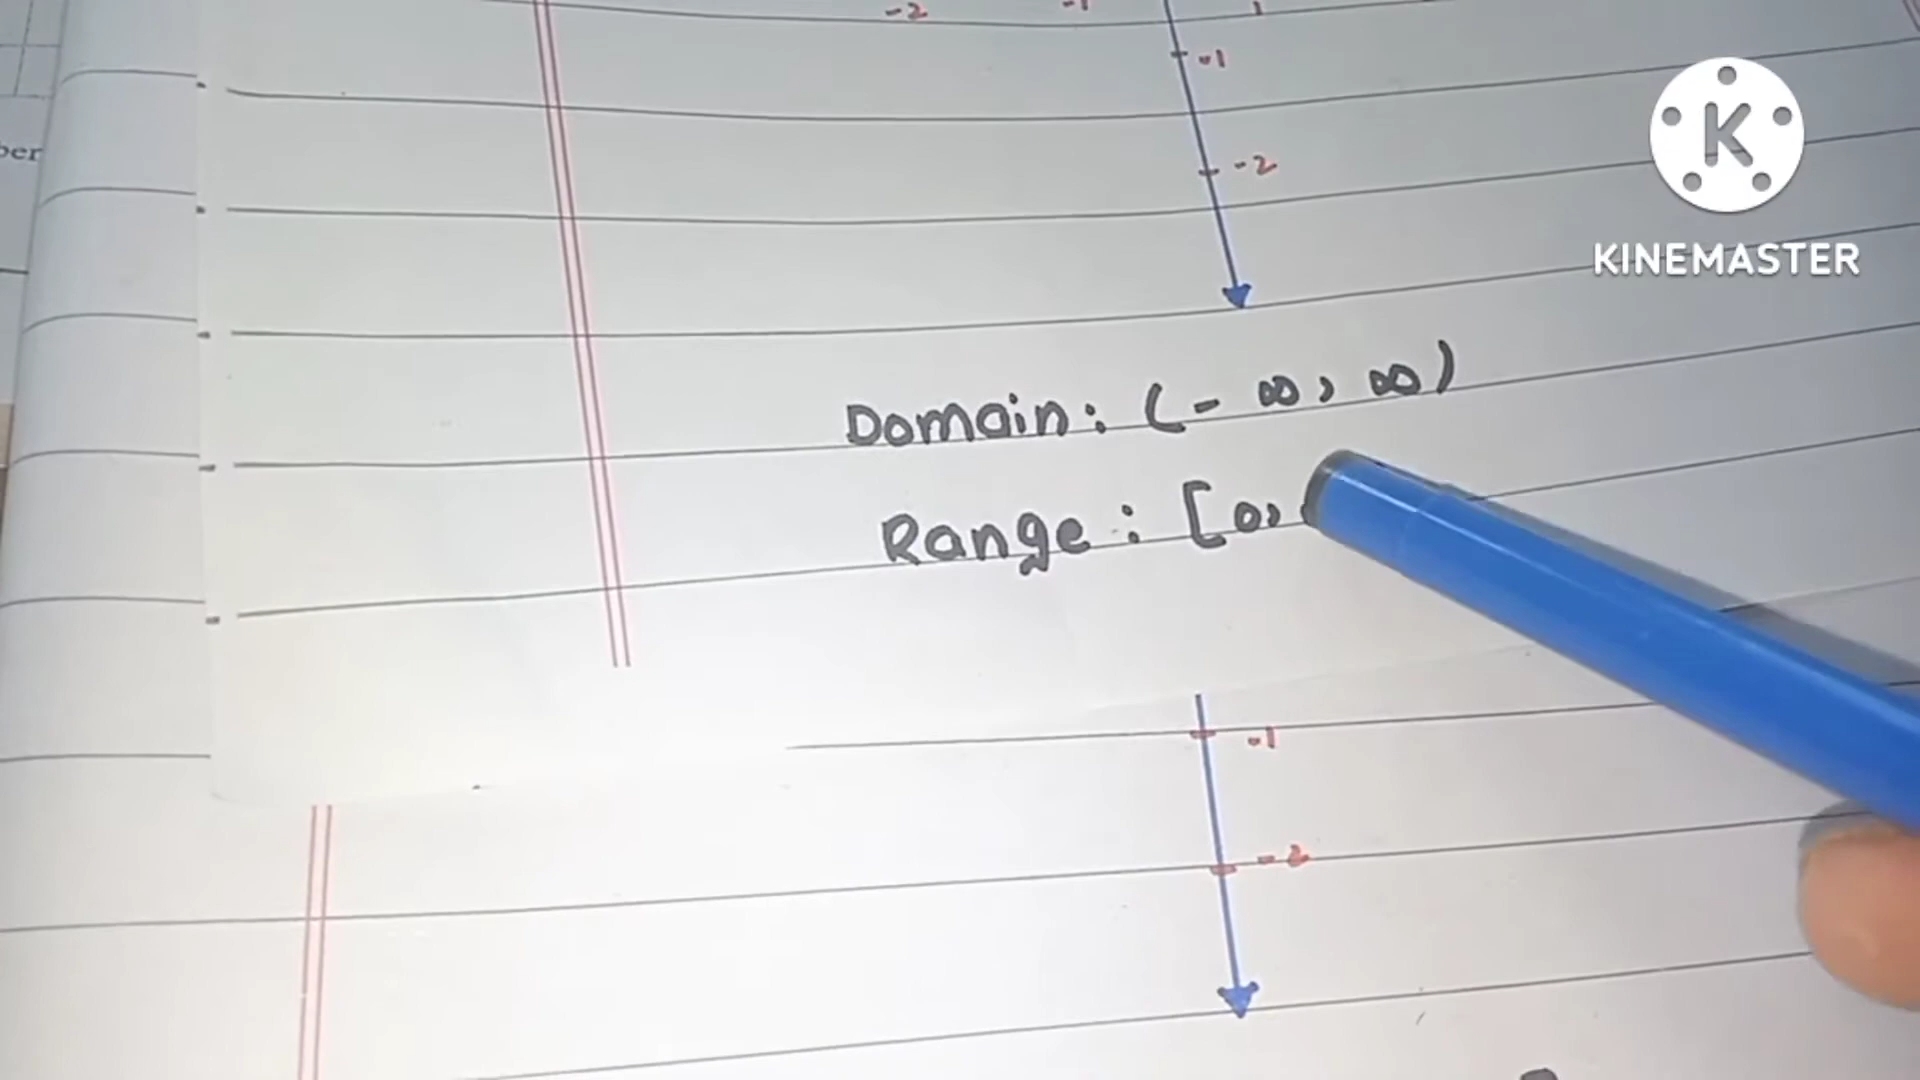 -2 -1 1
-1
-2
KINEMASTER
Domain: (- ∞, ∞)
Range: [0,
-1
-2